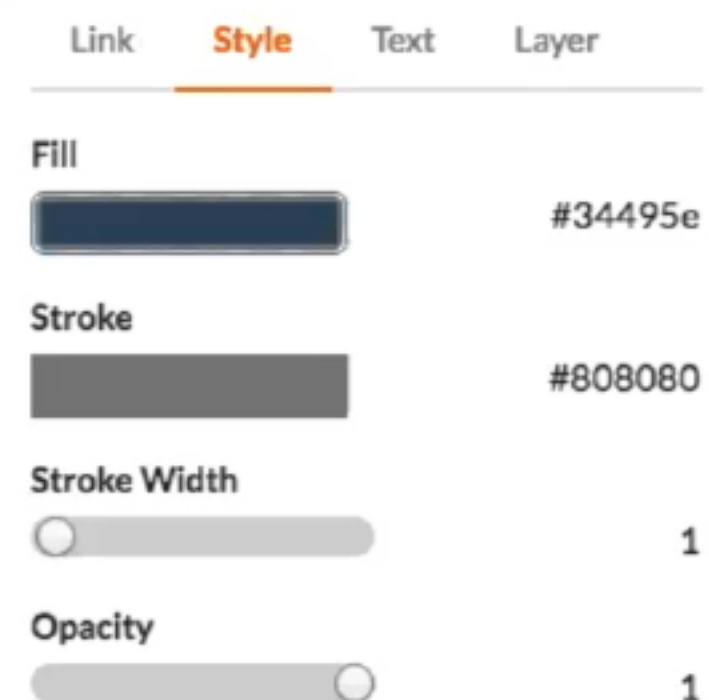 Link Style Text Layer
Fill
#34495e
Stroke
#808080
Stroke Width
1
Opacity
1